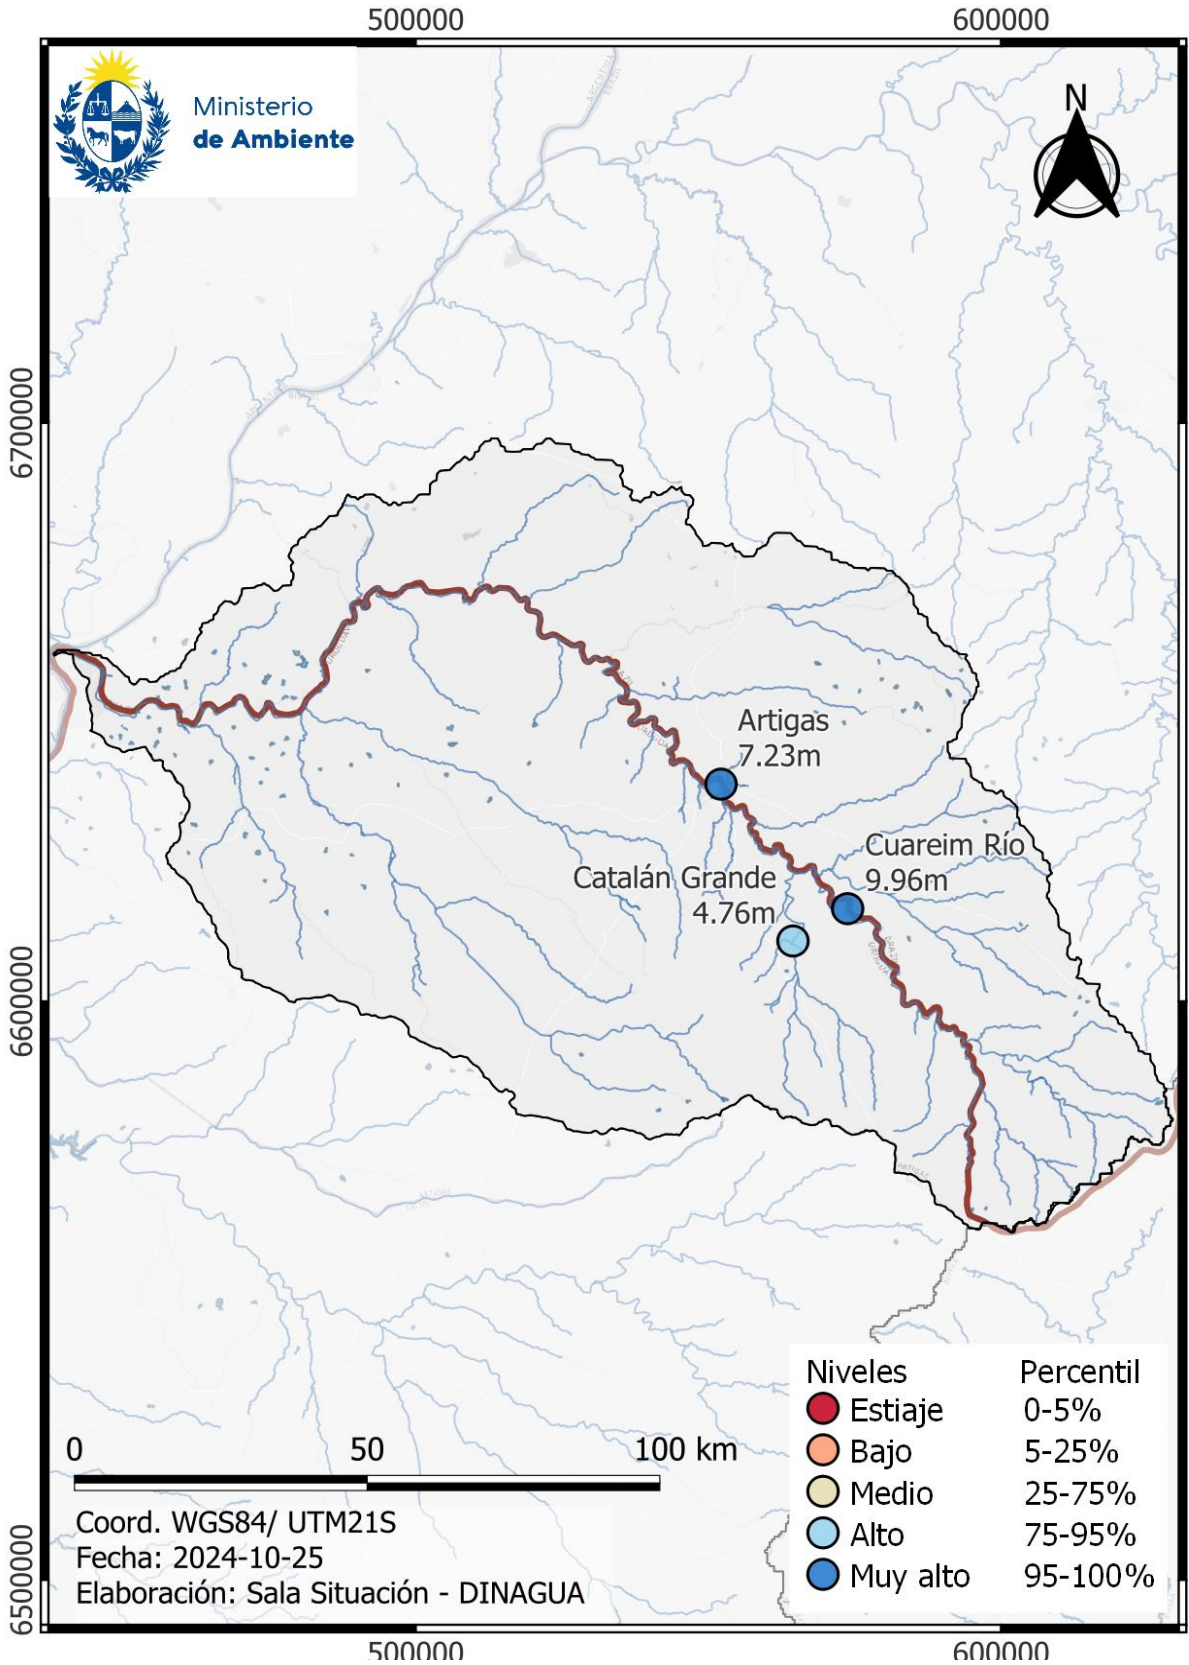 500000
600000
Ministerio
de Ambiente
N
6700000
Artigas
7.23m
Cuareim Río
9.96m
Catalán Grande
4.76m
6600000
ARTIGAS
Niveles Percentil
Estiaje 0-5%
Bajo 5-25%
Medio 25-75%
Alto 75-95%
Muy alto 95-100%
0 50 100 km
Coord. WGS84/ UTM21S
Fecha: 2024-10-25
Elaboración: Sala Situación - DINAGUA
6500000
500000
600000